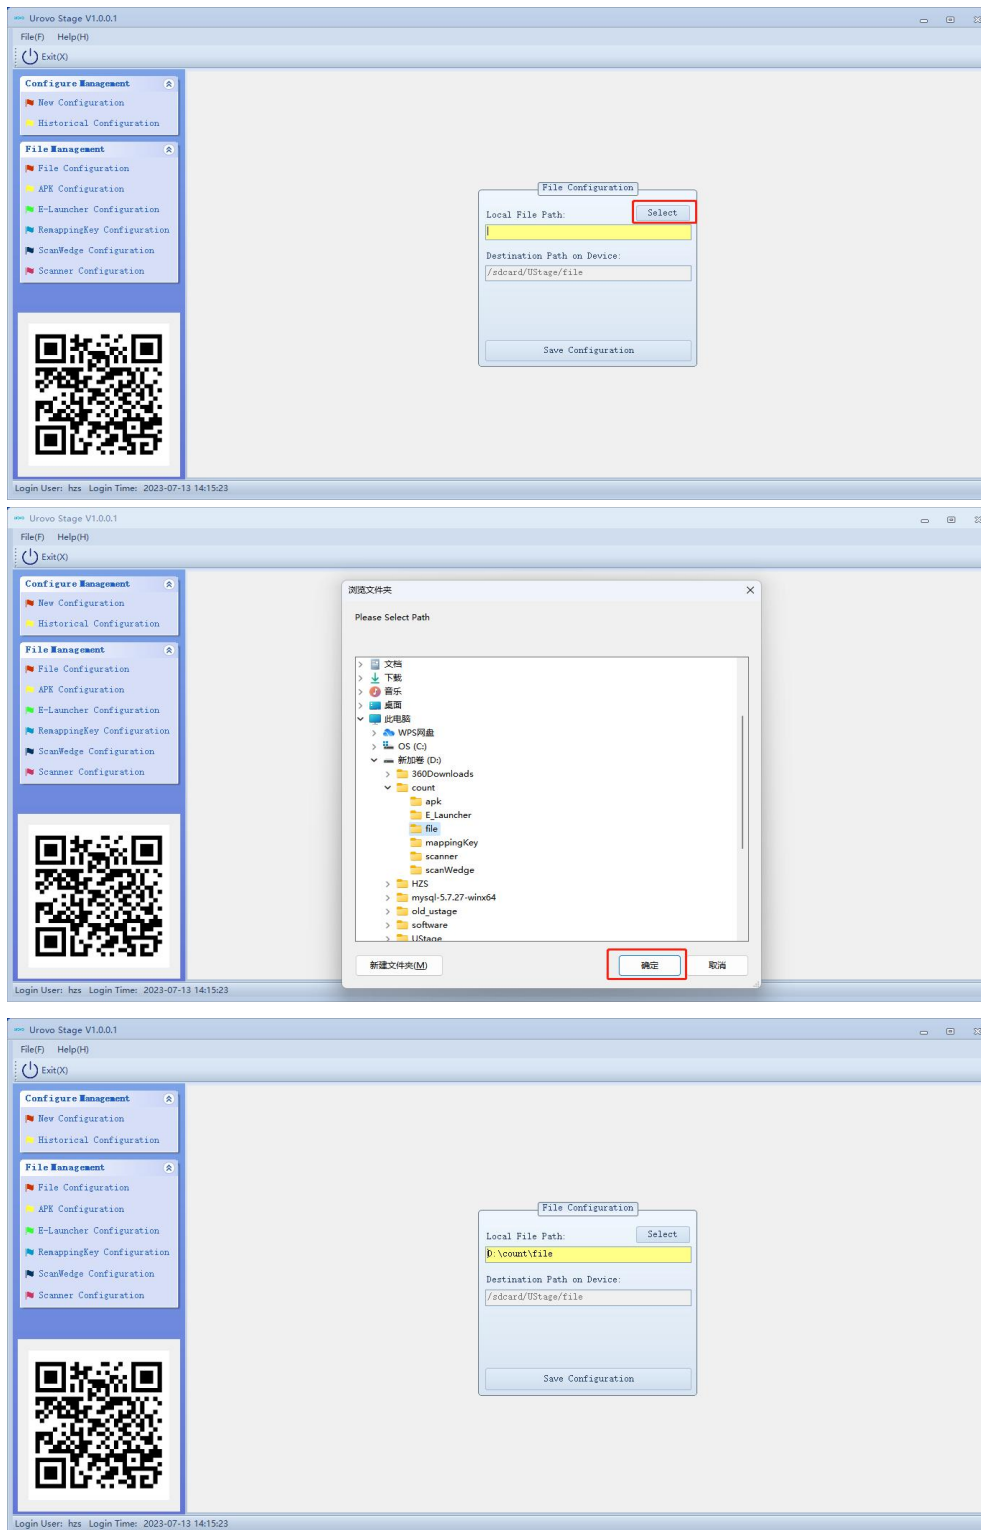 Urovo Stage V1.0.0.1
File(F) Help(H)
Exit(X)
Configure Management
New Configuration
Historical Configuration
File Management
File Configuration
APK Configuration
E-Launcher Configuration
RemappingKey Configuration
ScanWedge Configuration
Scanner Configuration
File Configuration
Local File Path:
Select
Destination Path on Device:
/sdcard/UStage/file
Save Configuration
Login User: hzs Login Time: 2023-07-13 14:15:23
Urovo Stage V1.0.0.1
File(F) Help(H)
Exit(X)
Configure Management
New Configuration
Historical Configuration
File Management
File Configuration
APK Configuration
E-Launcher Configuration
RemappingKey Configuration
ScanWedge Configuration
Scanner Configuration
浏览文件夹
Please Select Path
文档
下载
音乐
桌面
此电脑
WPS网盘
OS (C:)
新加卷 (D:)
360Downloads
count
apk
E_Launcher
file
mappingKey
scanner
scanWedge
HZS
mysql-5.7.27-winx64
old_ustage
software
UStage
新建文件夹(M)
确定
取消
Login User: hzs Login Time: 2023-07-13 14:15:23
Urovo Stage V1.0.0.1
File(F) Help(H)
Exit(X)
Configure Management
New Configuration
Historical Configuration
File Management
File Configuration
APK Configuration
E-Launcher Configuration
RemappingKey Configuration
ScanWedge Configuration
Scanner Configuration
File Configuration
Local File Path:
Select
D:\count\file
Destination Path on Device:
/sdcard/UStage/file
Save Configuration
Login User: hzs Login Time: 2023-07-13 14:15:23